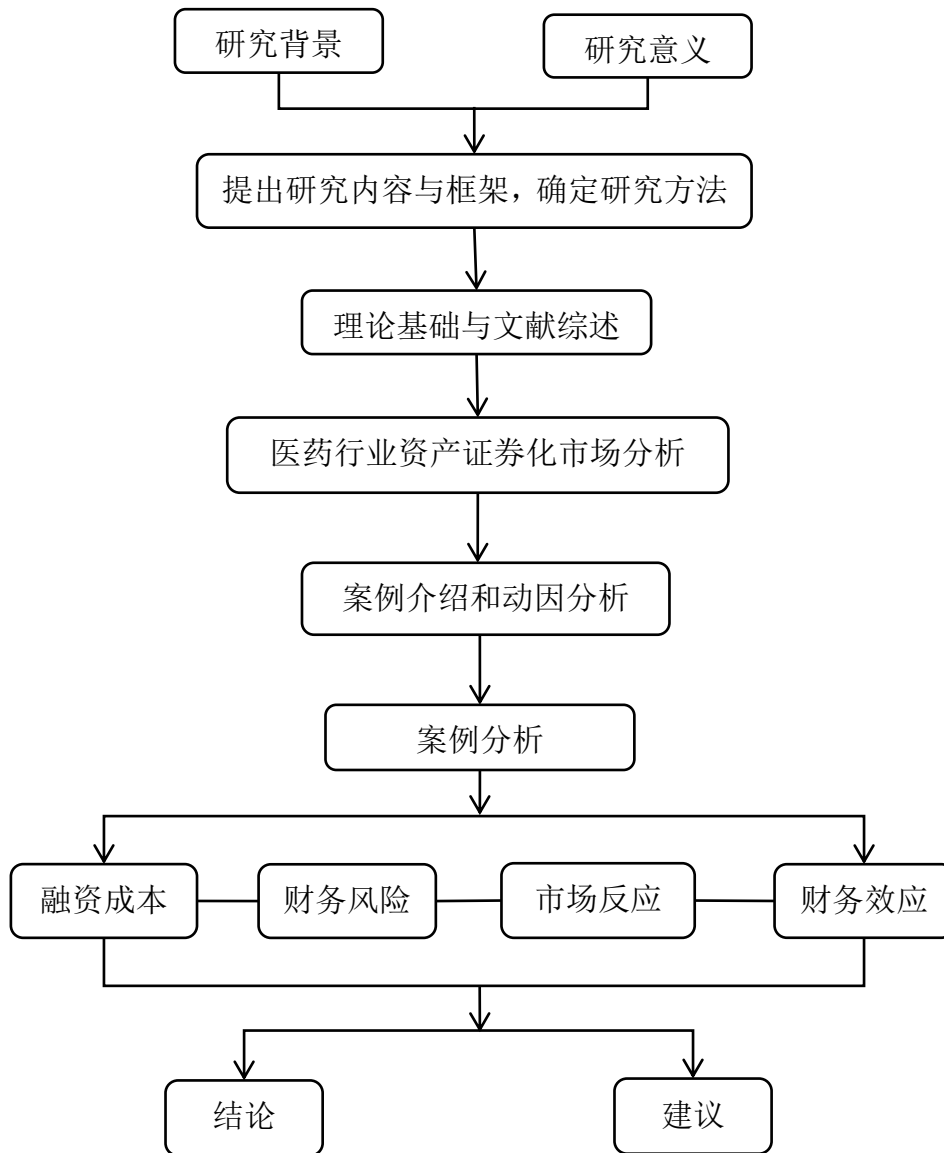 研究背景
研究意义
提出研究内容与框架，确定研究方法
理论基础与文献综述
医药行业资产证券化市场分析
案例介绍和动因分析
案例分析
融资成本
财务风险
市场反应
财务效应
结论
建议